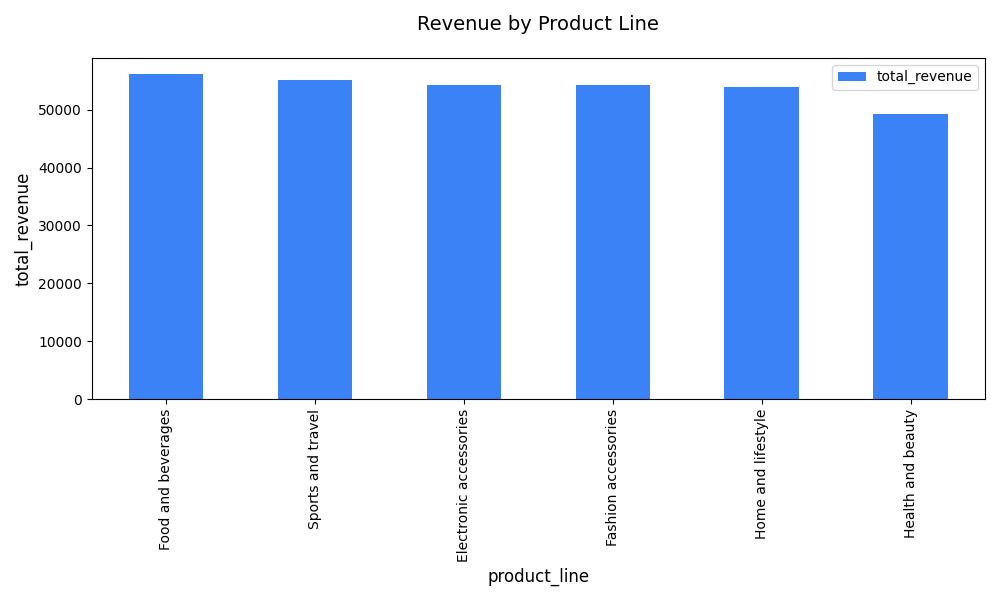 Revenue by Product Line
total_revenue
total_revenue
50000
40000
30000
20000
10000
0
Food and beverages
Sports and travel
Electronic accessories
Fashion accessories
Home and lifestyle
Health and beauty
product_line